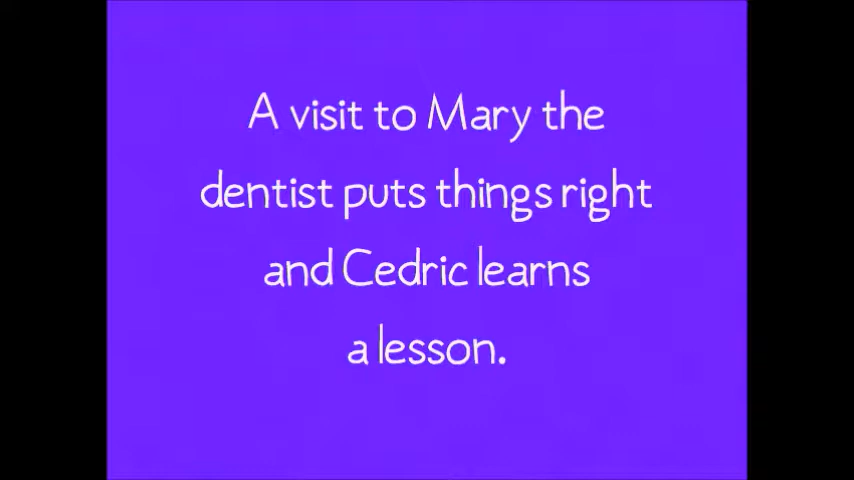 A visit to Mary the
dentist puts things right
and Cedric learns
a lesson.